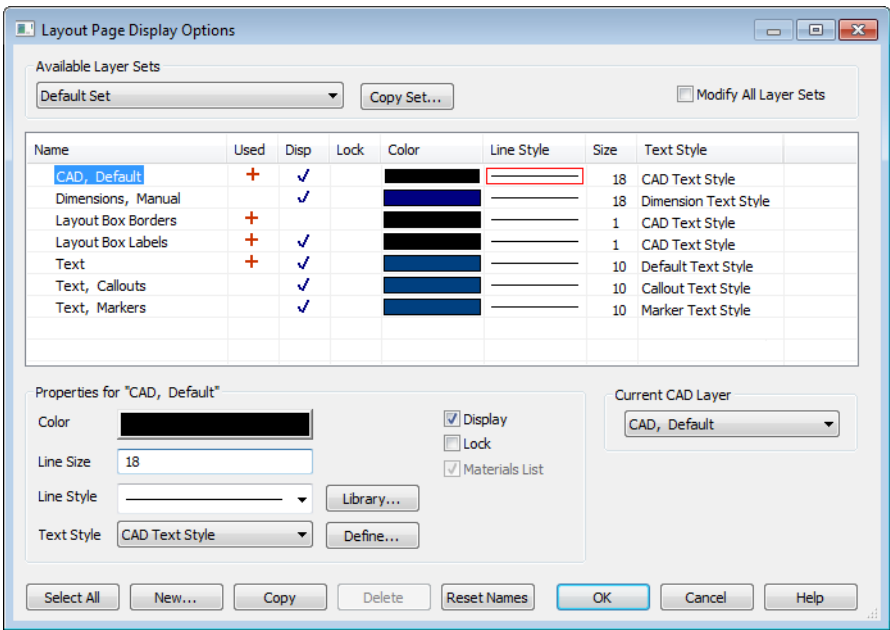 Layout Page Display Options
Available Layer Sets
Default Set
Copy Set...
Modify All Layer Sets
Name Used Disp Lock Color Line Style Size Text Style
CAD, Default 18 CAD Text Style
Dimensions, Manual 18 Dimension Text Style
Layout Box Borders 1 CAD Text Style
Layout Box Labels 1 CAD Text Style
Text 10 Default Text Style
Text, Callouts 10 Callout Text Style
Text, Markers 10 Marker Text Style
Properties for "CAD, Default"
Color
Line Size 18
Line Style Library...
Text Style CAD Text Style Define...
Display
Lock
Materials List
Current CAD Layer
CAD, Default
Select All New... Copy Delete Reset Names OK Cancel Help